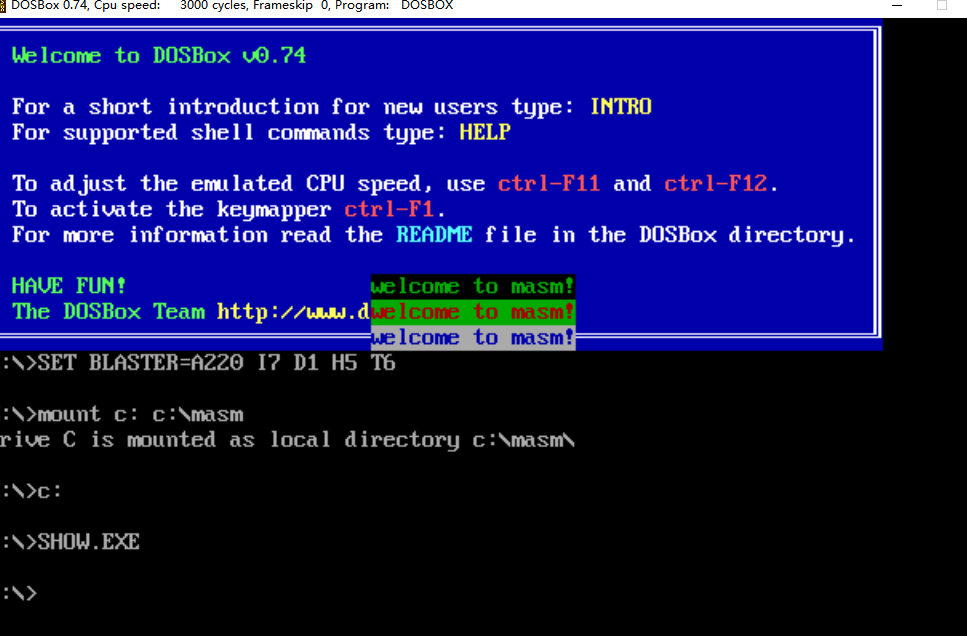 DOSBox 0.74, Cpu speed: 3000 cycles, Frameskip 0, Program: DOSBOX
Welcome to DOSBox v0.74
For a short introduction for new users type: INTRO
For supported shell commands type: HELP
To adjust the emulated CPU speed, use ctrl-F11 and ctrl-F12.
To activate the keymapper ctrl-F1.
For more information read the README file in the DOSBox directory.
HAVE FUN! welcome to masm!
The DOSBox Team http://www.d welcome to masm!
welcome to masm!
:\>SET BLASTER=A220 I7 D1 H5 T6
:\>mount c: c:\masm
rive C is mounted as local directory c:\masm\
:\>c:
:\>SHOW.EXE
:\>